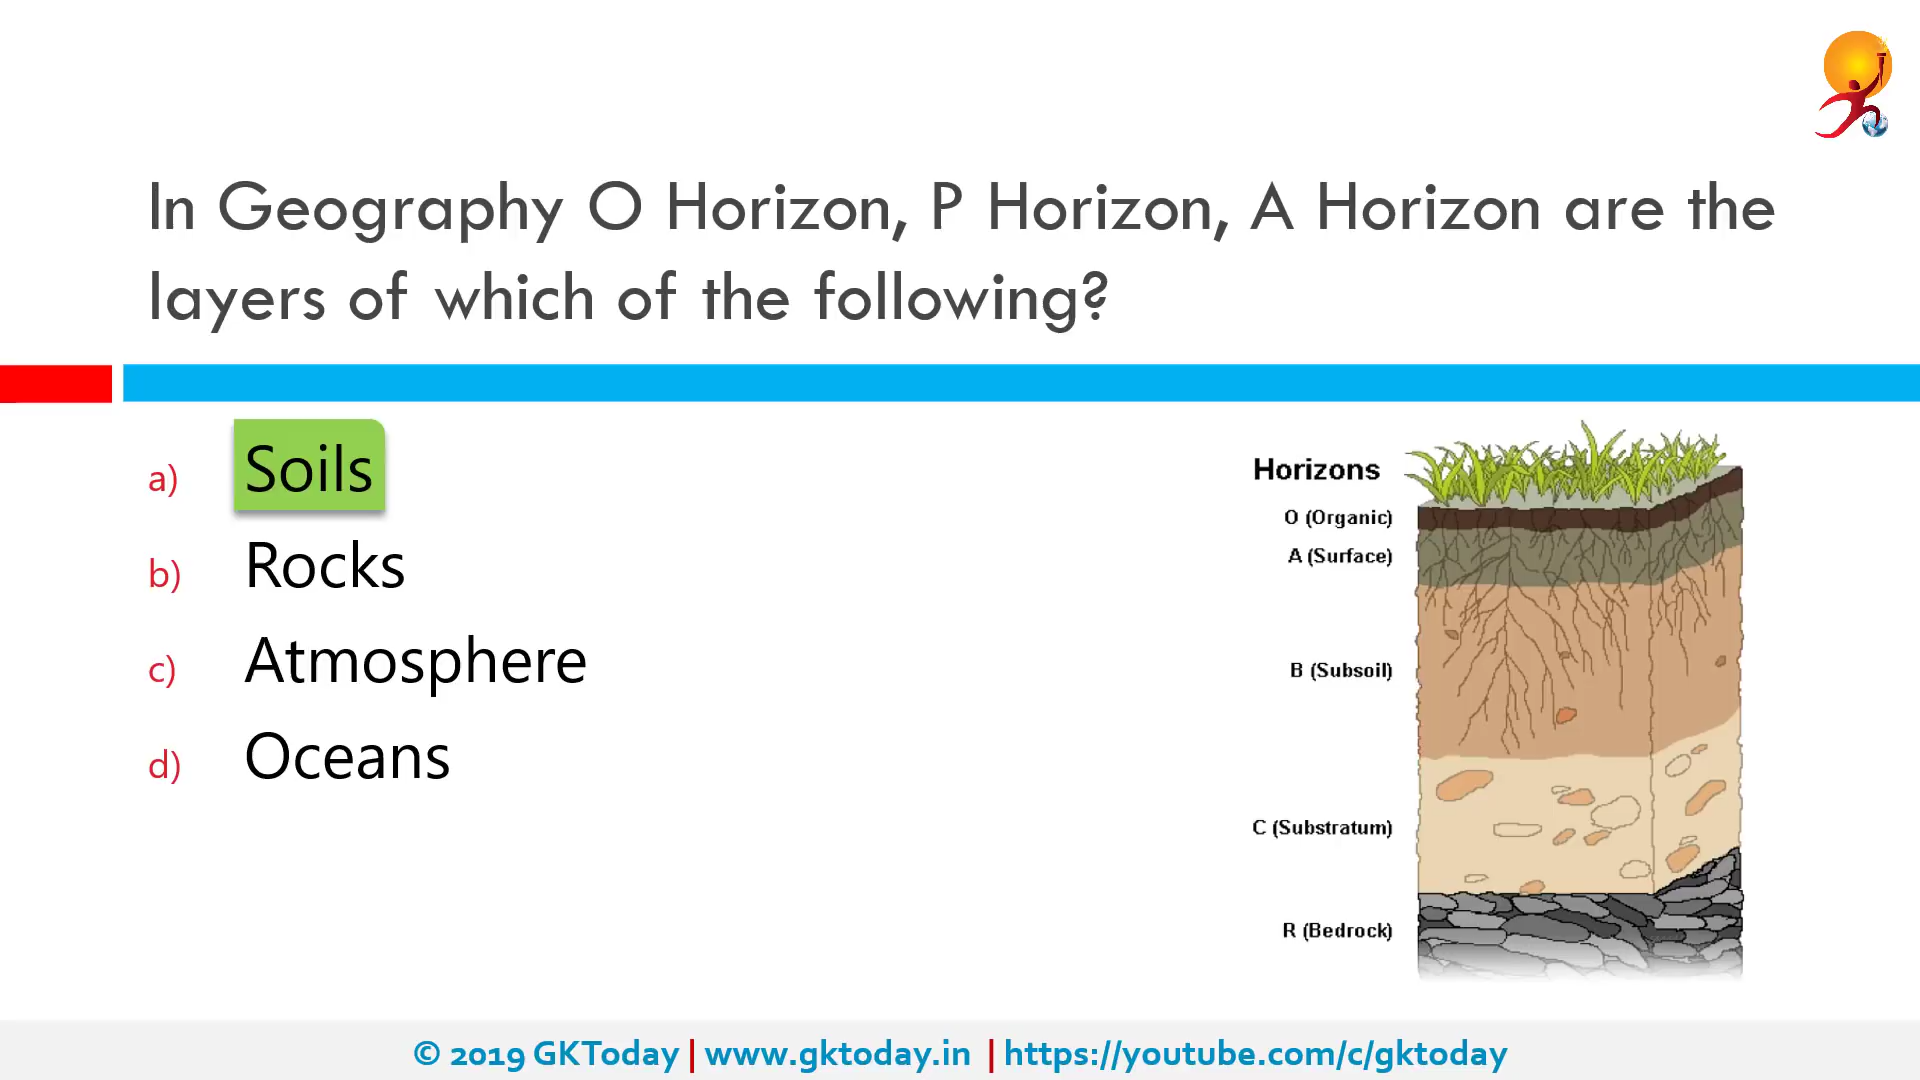 In Geography O Horizon, P Horizon, A Horizon are the
layers of which of the following?
a) Soils
b) Rocks
c) Atmosphere
d) Oceans
Horizons
O (Organic)
A (Surface)
B (Subsoil)
C (Substratum)
R (Bedrock)
© 2019 GKToday | www.gktoday.in | https://youtube.com/c/gktoday